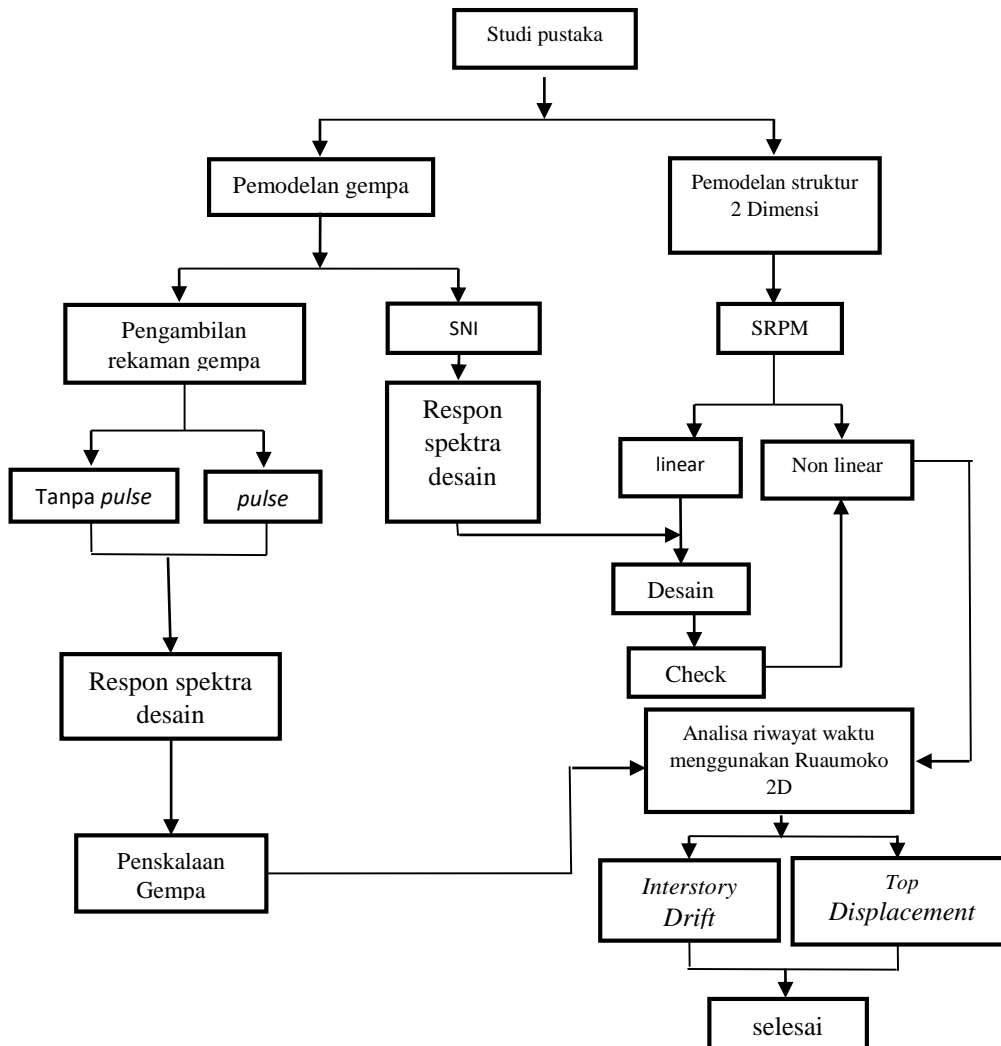 Studi pustaka
Pemodelan gempa
Pemodelan struktur
2 Dimensi
Pengambilan
rekaman gempa
SNI
SRPM
Respon
spektra
desain
linear
Non linear
Tanpa pulse
pulse
Desain
Check
Respon spektra
desain
Analisa riwayat waktu
menggunakan Ruaumoko
2D
Penskalaan
Gempa
Interstory
Drift
Top
Displacement
selesai